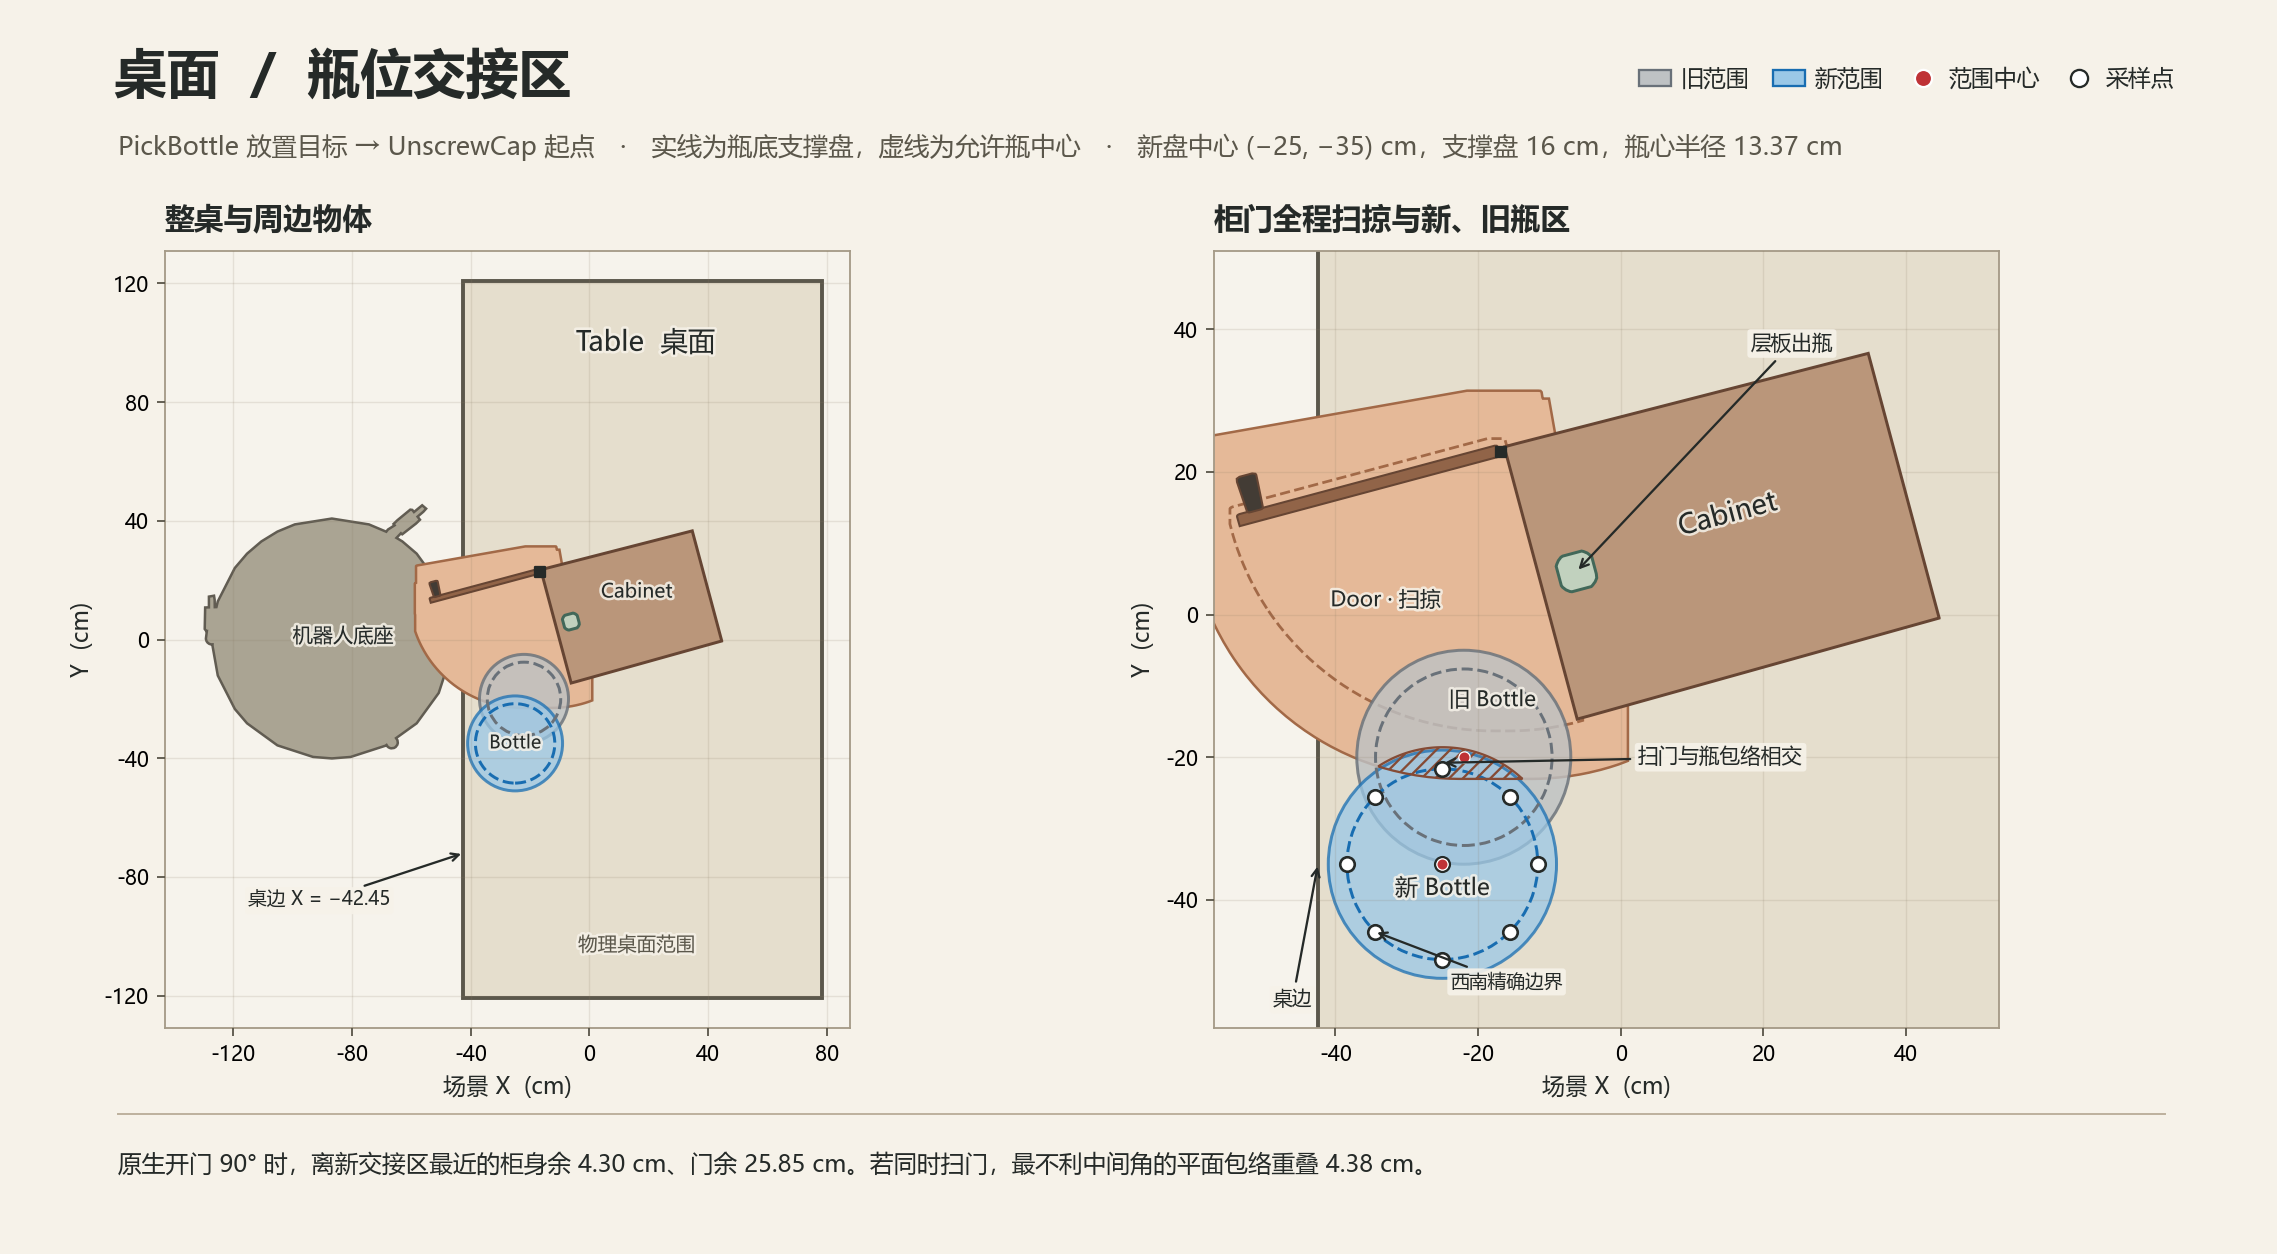 桌面 / 瓶位交接区
旧范围
新范围
范围中心
采样点
PickBottle 放置目标 → UnscrewCap 起点 · 实线为瓶底支撑盘，虚线为允许瓶中心 · 新盘中心 (−25, −35) cm，支撑盘 16 cm，瓶心半径 13.37 cm
整桌与周边物体
120
80
40
0
-40
-80
-120
Y (cm)
Table 桌面
Cabinet
机器人底座
Bottle
桌边 X = −42.45
物理桌面范围
-120
-80
-40
0
40
80
场景 X (cm)
柜门全程扫掠与新、旧瓶区
40
20
0
-20
-40
Y (cm)
层板出瓶
Cabinet
Door · 扫掠
旧 Bottle
扫门与瓶包络相交
新 Bottle
西南精确边界
桌边
-40
-20
0
20
40
场景 X (cm)
原生开门 90° 时，离新交接区最近的柜身余 4.30 cm、门余 25.85 cm。若同时扫门，最不利中间角的平面包络重叠 4.38 cm。